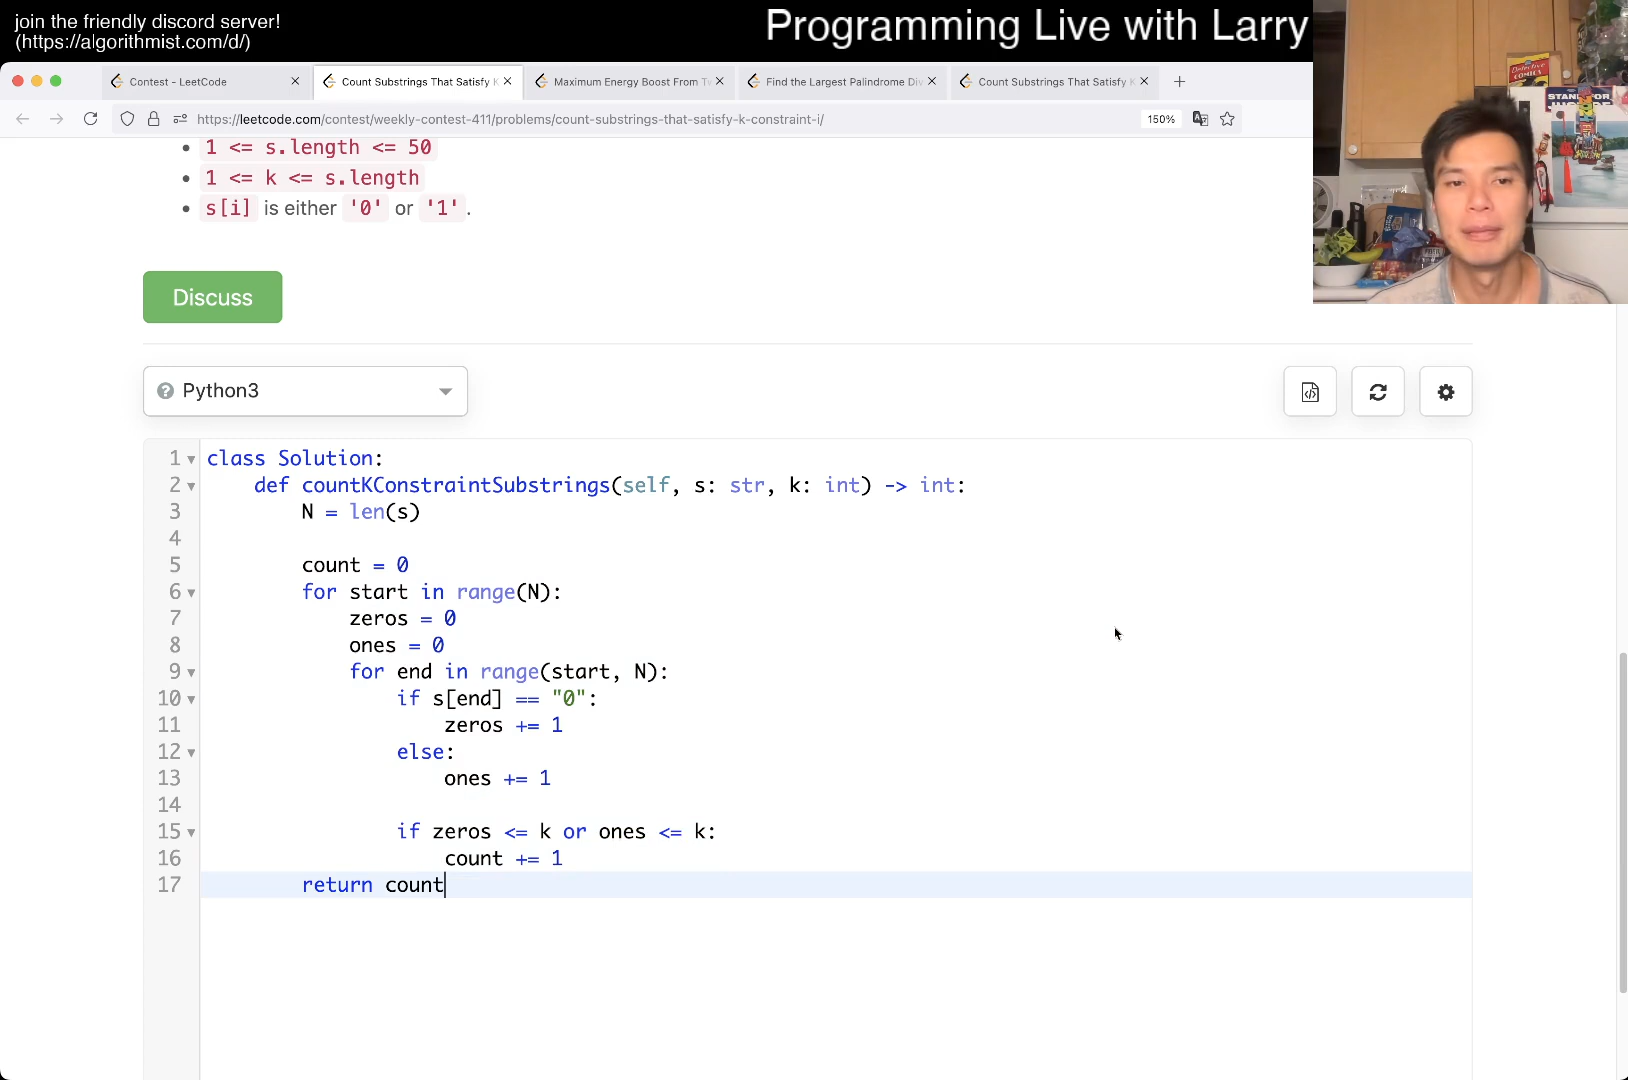 join the friendly discord server!
(https://algorithmist.com/d/)
Programming Live with Larry
Contest - LeetCode
Count Substrings That Satisfy K
Maximum Energy Boost From Tw
Find the Largest Palindrome Div
Count Substrings That Satisfy K
https://leetcode.com/contest/weekly-contest-411/problems/count-substrings-that-satisfy-k-constraint-i/
150%
1 <= s.length <= 50
1 <= k <= s.length
s[i] is either '0' or '1'.
Discuss
Python3
1 class Solution:
2 def countKConstraintSubstrings(self, s: str, k: int) -> int:
3 N = len(s)
4
5 count = 0
6 for start in range(N):
7 zeros = 0
8 ones = 0
9 for end in range(start, N):
10 if s[end] == "0":
11 zeros += 1
12 else:
13 ones += 1
14
15 if zeros <= k or ones <= k:
16 count += 1
17 return count